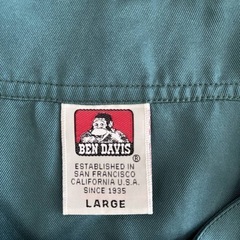 BEN DAVIS
®
ESTABLISHED IN
SAN FRANCISCO
CALIFORNIA U.S.A.
SINCE 1935
LARGE